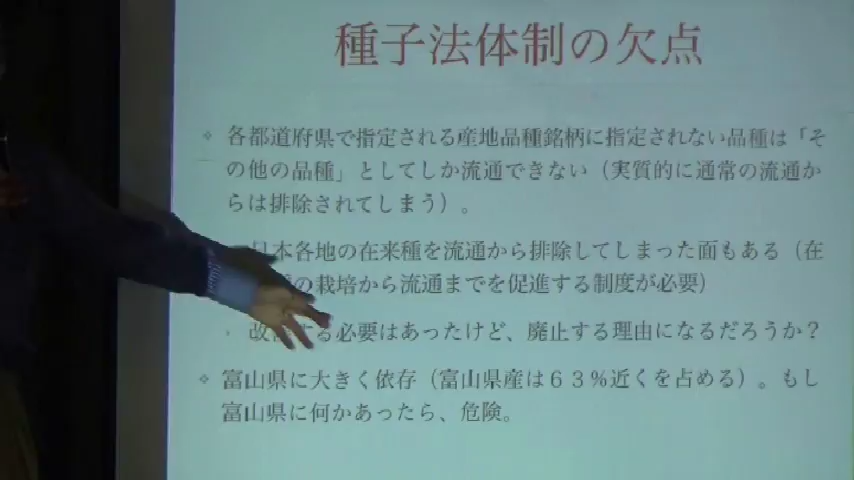 種子法体制の欠点
各都道府県で指定される産地品種銘柄に指定されない品種は「そ
の他の品種」としてしか流通できない（実質的に通常の流通か
らは排除されてしまう）。
日本各地の在来種を流通から排除してしまった面もある（在
の栽培から流通までを促進する制度が必要）
する必要はあったけど、廃止する理由になるだろうか？
富山県に大きく依存（富山県産は６３％近くを占める）。もし
富山県に何かあったら、危険。